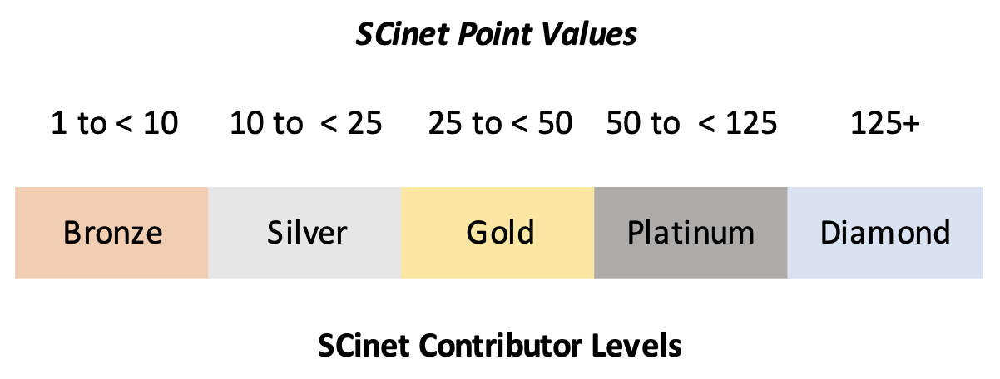 SCinet Point Values
1 to < 10 10 to < 25 25 to < 50 50 to < 125 125+
Bronze Silver Gold Platinum Diamond
SCinet Contributor Levels